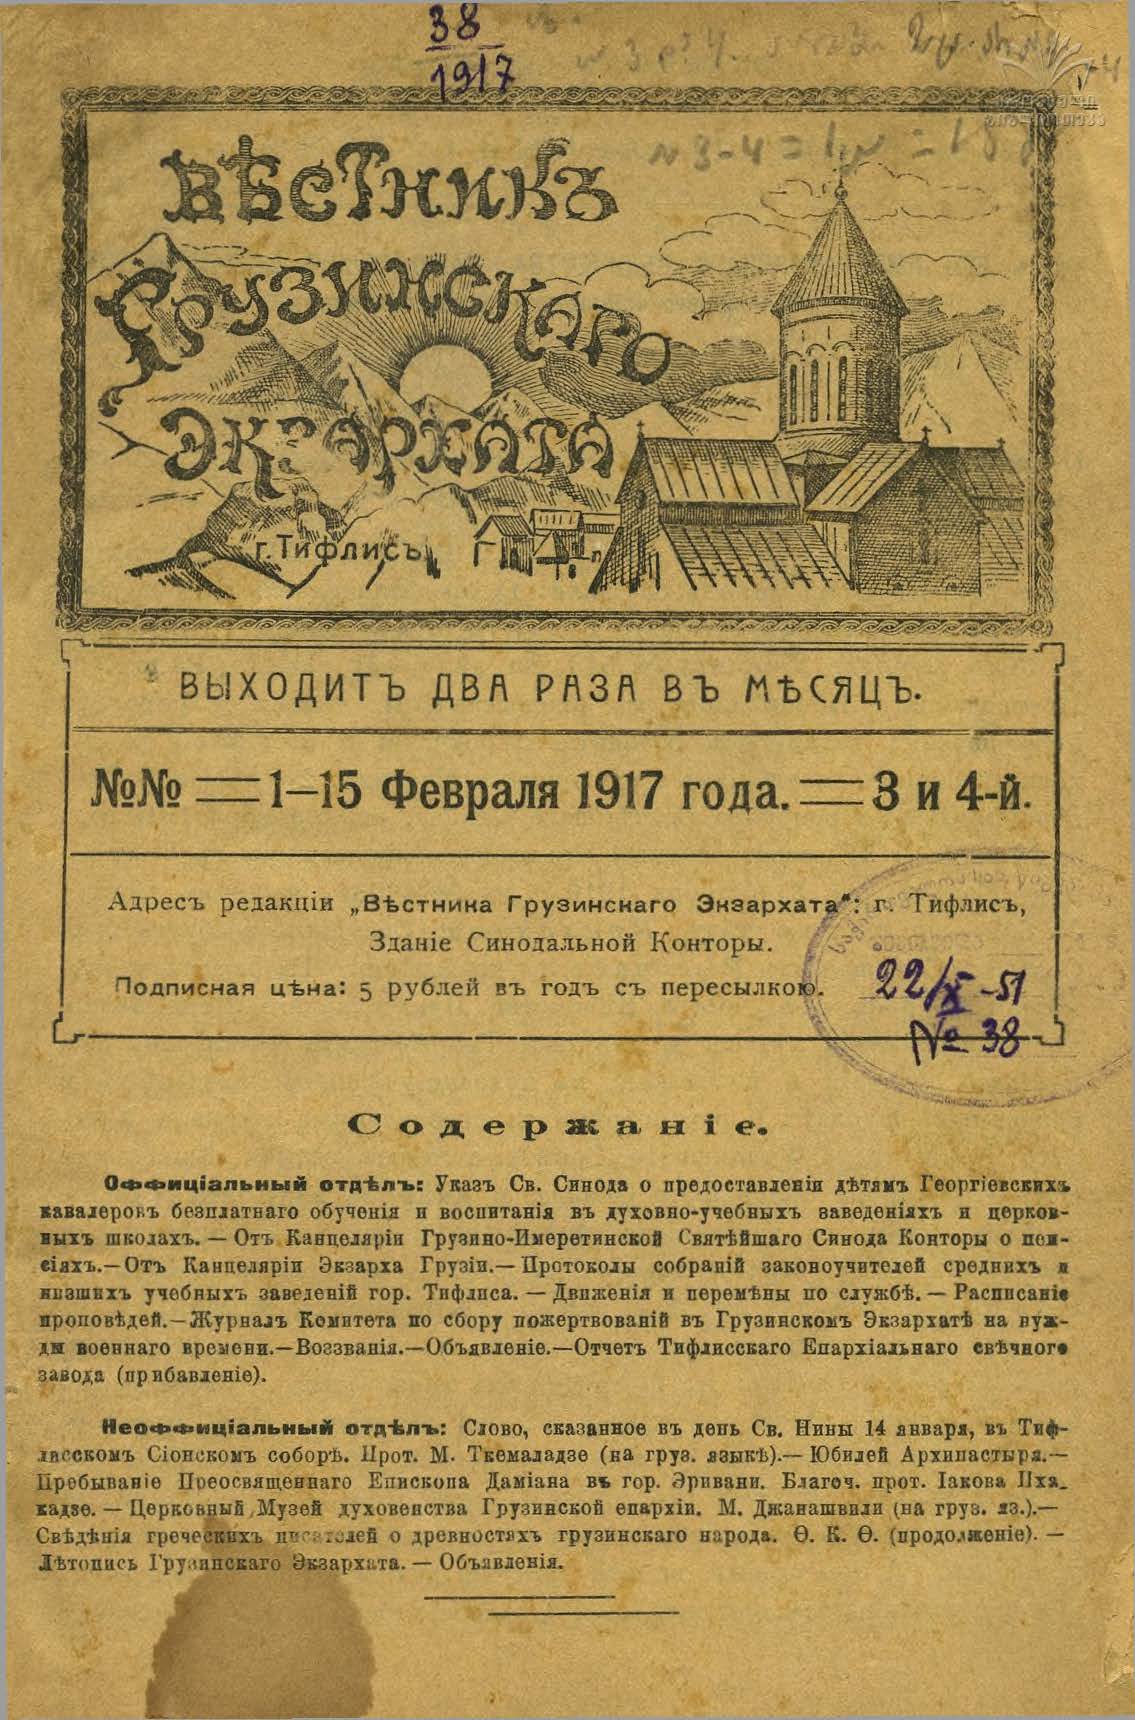 38
1917
ВѢСТНИКЪ
ГРУЗИНСКАГО
ЭКЗАРХАТА
г. Тифлисъ
ВЫХОДИТЪ ДВА РАЗА ВЪ МѢСЯЦЪ.
№№ 1–15 Февраля 1917 года. 3 и 4-й.
Адресъ редакціи „Вѣстника Грузинскаго Экзархата“: г. Тифлисъ,
Зданіе Синодальной Конторы.
Подписная цѣна: 5 рублей въ годъ съ пересылкою.
22/X -51
№ 38
Содержаніе.
Оффиціальный отдѣлъ: Указъ Св. Синода о предоставленіи дѣтямъ Георгіевскихъ
кавалеровъ безплатнаго обученія и воспитанія въ духовно-учебныхъ заведеніяхъ и церков-
ныхъ школахъ. — Отъ Канцеляріи Грузино-Имеретинской Святѣйшаго Синода Конторы о пен-
сіяхъ.—Отъ Канцеляріи Экзарха Грузіи.— Протоколы собраній законоучителей среднихъ и
низшихъ учебныхъ заведеній гор. Тифлиса. — Движенія и перемѣны по службѣ. — Расписаніе
проповѣдей.—Журналъ Комитета по сбору пожертвованій въ Грузинскомъ Экзархатѣ на нуж-
ды военнаго времени.—Воззванія.—Объявленіе.—Отчетъ Тифлисскаго Епархіальнаго свѣчного
завода (прибавленіе).
Неоффиціальный отдѣлъ: Слово, сказанное въ день Св. Нины 14 января, въ Тиф-
лисскомъ Сіонскомъ соборѣ. Прот. М. Ткемаладзе (на груз. языкѣ).— Юбилей Архипастыря.—
Пребываніе Преосвященнаго Епископа Даміана въ гор. Эривани. Благоч. прот. Іакова Пха-
кадзе. — Церковный Музей духовенства Грузинской епархіи. М. Джанашвили (на груз. яз.).—
Свѣдѣнія греческихъ писателей о древностяхъ грузинскаго народа. Ѳ. К. Ѳ. (продолженіе). —
Лѣтопись Грузинскаго Экзархата. — Объявленія.